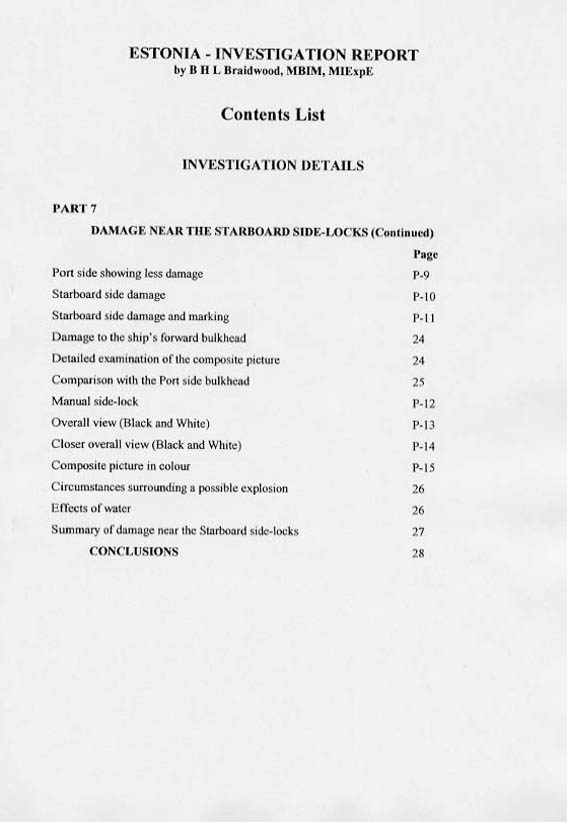 ESTONIA - INVESTIGATION REPORT
by B H L Braidwood, MBIM, MIExpE
Contents List
INVESTIGATION DETAILS
PART 7
DAMAGE NEAR THE STARBOARD SIDE-LOCKS (Continued)
Page
Port side showing less damage P-9
Starboard side damage P-10
Starboard side damage and marking P-11
Damage to the ship's forward bulkhead 24
Detailed examination of the composite picture 24
Comparison with the Port side bulkhead 25
Manual side-lock P-12
Overall view (Black and White) P-13
Closer overall view (Black and White) P-14
Composite picture in colour P-15
Circumstances surrounding a possible explosion 26
Effects of water 26
Summary of damage near the Starboard side-locks 27
CONCLUSIONS 28